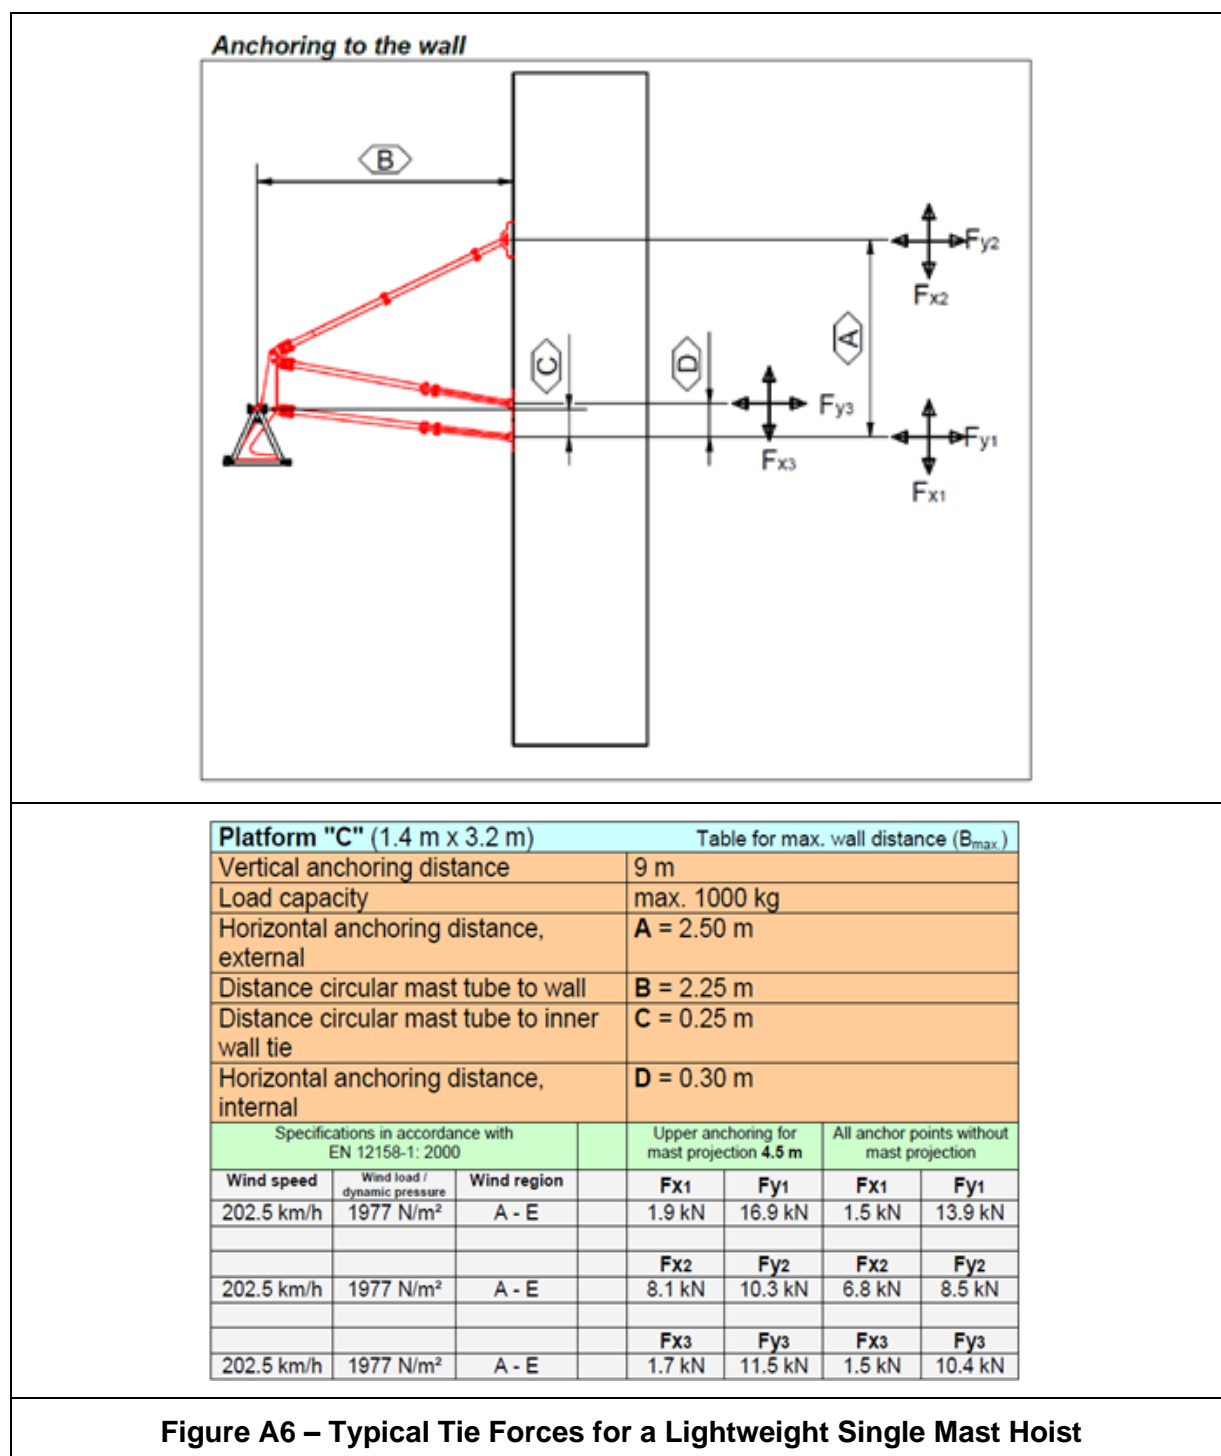 Anchoring to the wall
B
Fy2
Fx2
A
C
D
Fy3
Fy1
Fx3
Fx1
Platform "C" (1.4 m x 3.2 m) Table for max. wall distance (Bmax.)
Vertical anchoring distance 9 m
Load capacity max. 1000 kg
Horizontal anchoring distance, A = 2.50 m
external
Distance circular mast tube to wall B = 2.25 m
Distance circular mast tube to inner C = 0.25 m
wall tie
Horizontal anchoring distance, D = 0.30 m
internal
Specifications in accordance with Upper anchoring for All anchor points without
EN 12158-1: 2000 mast projection 4.5 m mast projection
Wind speed Wind load / dynamic pressure Wind region Fx1 Fy1 Fx1 Fy1
202.5 km/h 1977 N/m² A - E 1.9 kN 16.9 kN 1.5 kN 13.9 kN
Fx2 Fy2 Fx2 Fy2
202.5 km/h 1977 N/m² A - E 8.1 kN 10.3 kN 6.8 kN 8.5 kN
Fx3 Fy3 Fx3 Fy3
202.5 km/h 1977 N/m² A - E 1.7 kN 11.5 kN 1.5 kN 10.4 kN
Figure A6 – Typical Tie Forces for a Lightweight Single Mast Hoist